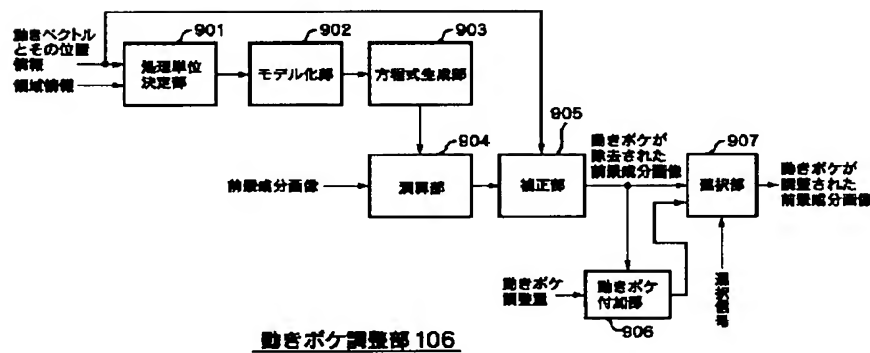 動きベクトル
とその位置
情報
領域情報
901
処理単位
決定部
902
モデル化部
903
方程式生成部
前景成分画像
904
演算部
905
補正部
動きボケが
除去された
前景成分画像
907
選択部
動きボケが
調整された
前景成分画像
動きボケ
調整量
動きボケ
付加部
906
選択信号
動きボケ調整部 106